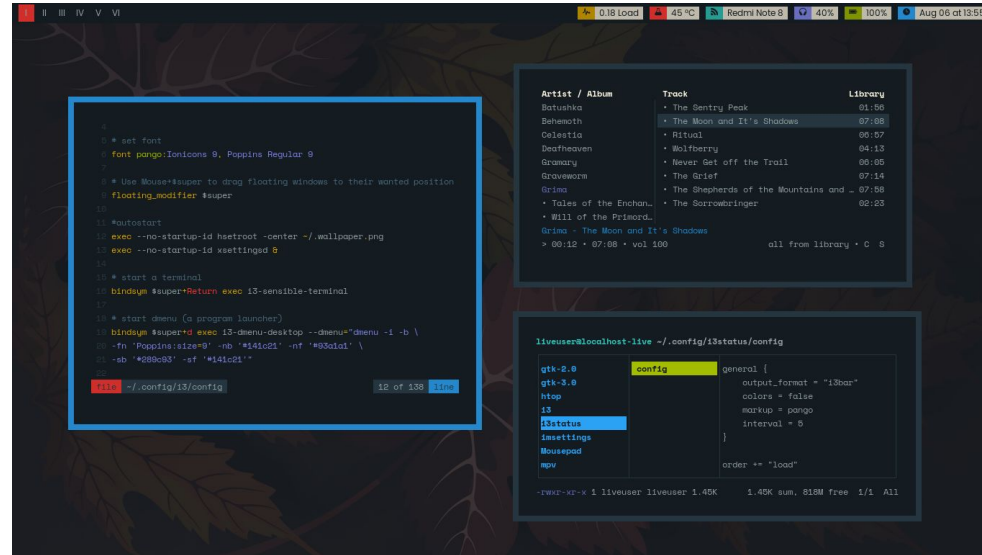 I II III IV V VI
0.18 Load 45 °C Redmi Note 8 40% 100% Aug 06 at 13:55
4
5 # set font
6 font pango:Ionicons 9, Poppins Regular 9
7
8 # Use Mouse+$super to drag floating windows to their wanted position
9 floating_modifier $super
10
11 #autostart
12 exec --no-startup-id hsetroot -center ~/.wallpaper.png
13 exec --no-startup-id xsettingsd &
14
15 # start a terminal
16 bindsym $super+Return exec i3-sensible-terminal
17
18 # start dmenu (a program launcher)
19 bindsym $super+d exec i3-dmenu-desktop --dmenu="dmenu -i -b \
20 -fn 'Poppins:size=9' -nb '#141c21' -nf '#93a1a1' \
21 -sb '#289c93' -sf '#141c21'"
22
file ~/.config/i3/config 12 of 138 line
Artist / Album Track Library
Batushka • The Sentry Peak 01:56
Behemoth • The Moon and It's Shadows 07:08
Celestia • Ritual 06:57
Deafheaven • Wolfberry 04:13
Gramary • Never Get off the Trail 06:05
Graveworm • The Grief 07:14
Grima • The Shepherds of the Mountains and … 07:58
• Tales of the Enchan… • The Sorrowbringer 02:23
• Will of the Primord…
Grima - The Moon and It's Shadows
> 00:12 • 07:08 • vol 100 all from library • C S
liveuser@localhost-live ~/.config/i3status/config
gtk-2.0 config general {
gtk-3.0 output_format = "i3bar"
htop colors = false
i3 markup = pango
i3status interval = 5
imsettings }
Mousepad
mpv order += "load"
-rwxr-xr-x 1 liveuser liveuser 1.45K 1.45K sum, 818M free 1/1 All